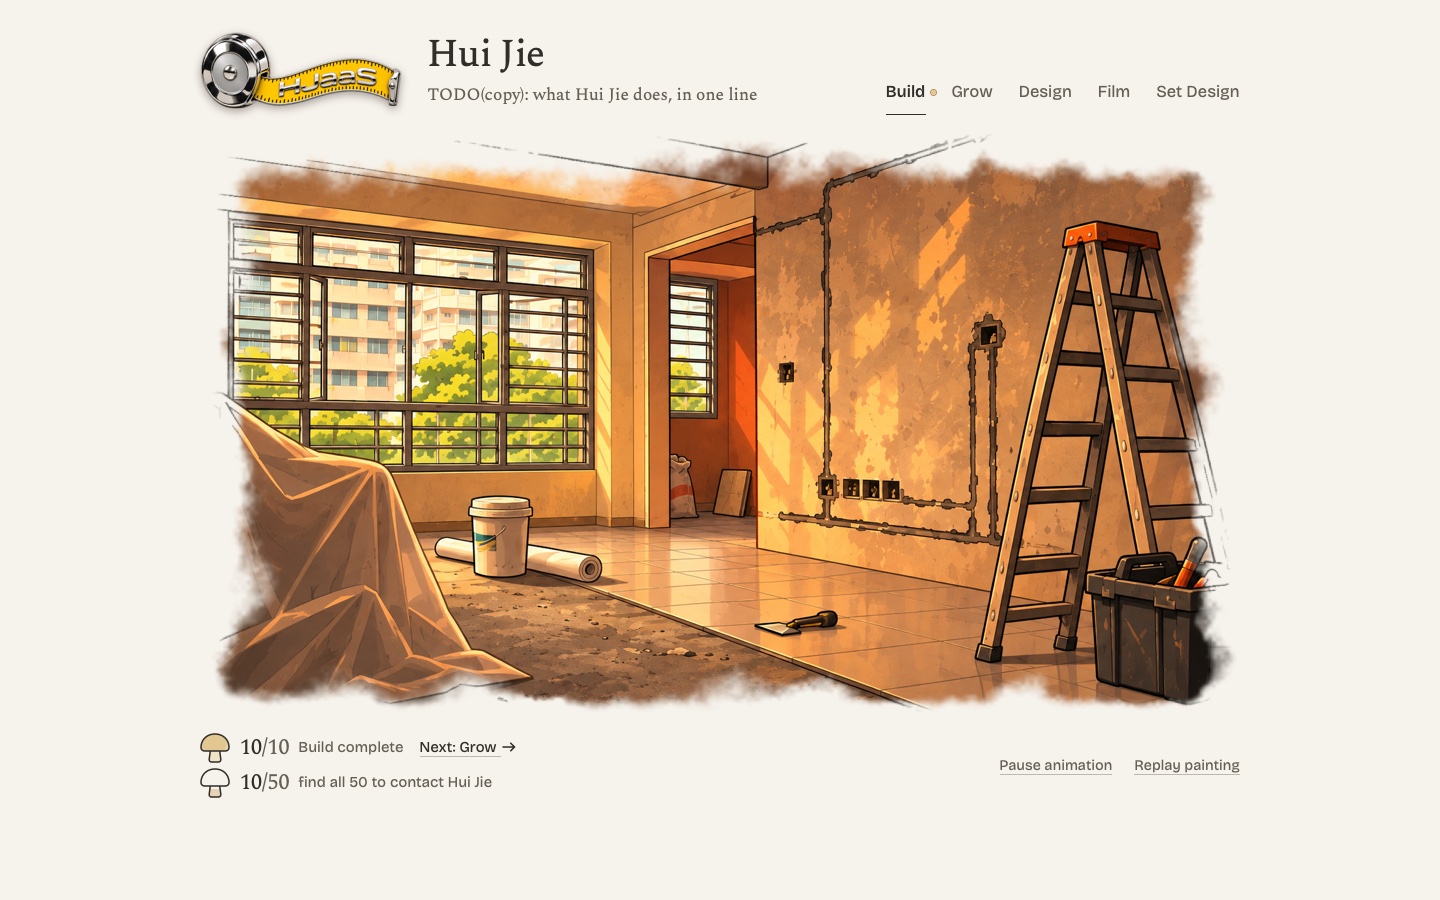 HJaaS
Hui Jie
TODO(copy): what Hui Jie does, in one line
Build Grow Design Film Set Design
10/10 Build complete Next: Grow →
10/50 find all 50 to contact Hui Jie
Pause animation Replay painting